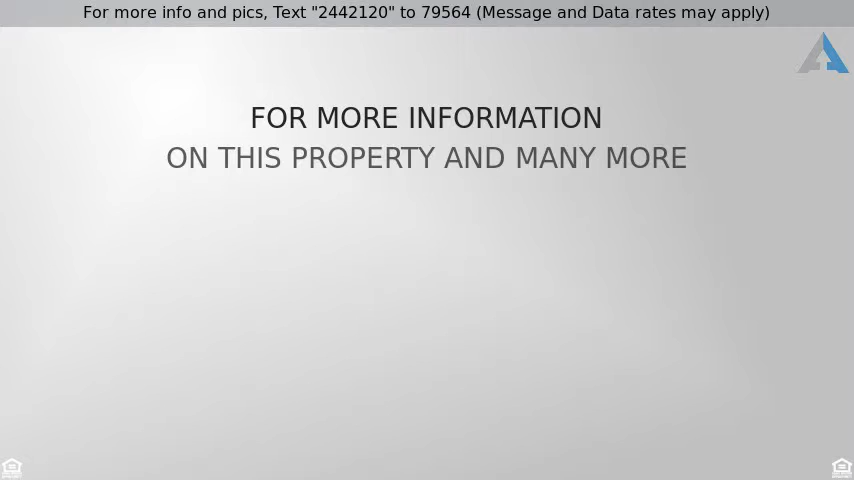 For more info and pics, Text "2442120" to 79564 (Message and Data rates may apply)
FOR MORE INFORMATION
ON THIS PROPERTY AND MANY MORE